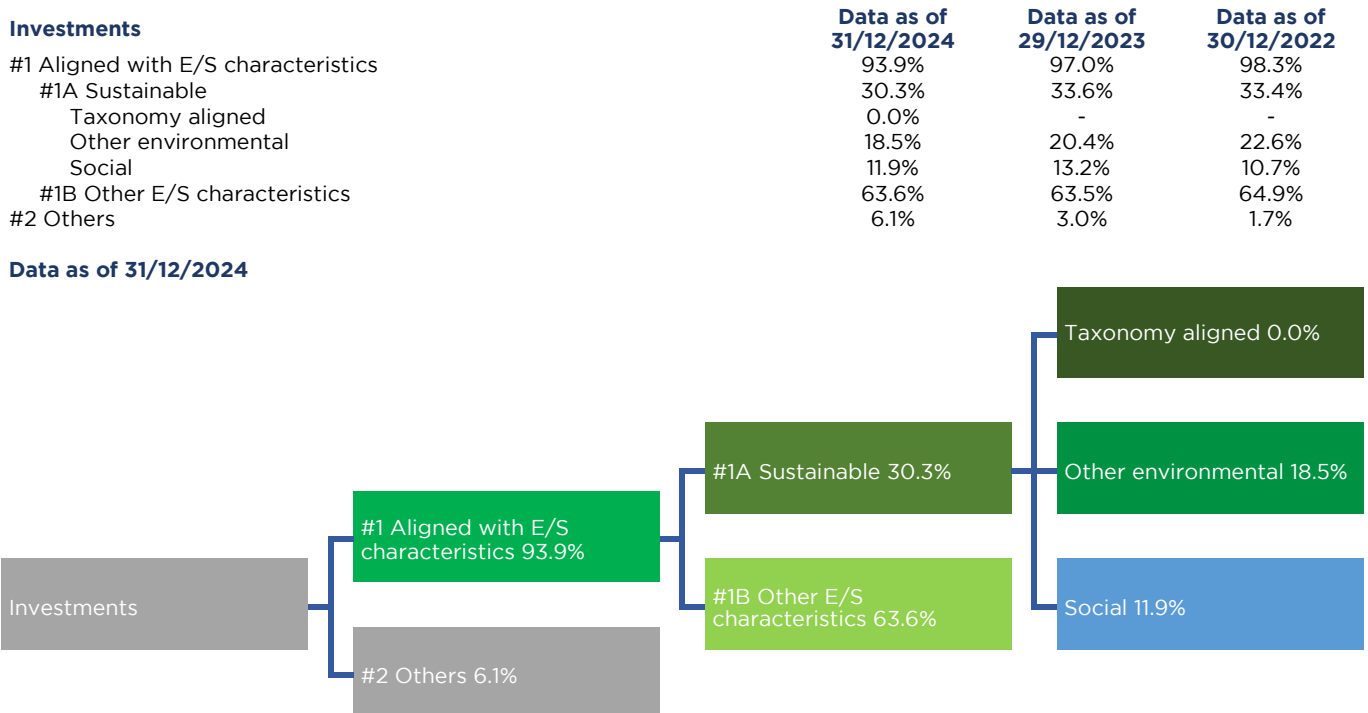 Investments Data as of 31/12/2024 Data as of 29/12/2023 Data as of 30/12/2022
#1 Aligned with E/S characteristics 93.9% 97.0% 98.3%
#1A Sustainable 30.3% 33.6% 33.4%
Taxonomy aligned 0.0% - -
Other environmental 18.5% 20.4% 22.6%
Social 11.9% 13.2% 10.7%
#1B Other E/S characteristics 63.6% 63.5% 64.9%
#2 Others 6.1% 3.0% 1.7%
Data as of 31/12/2024
Investments
#1 Aligned with E/S
characteristics 93.9%
#2 Others 6.1%
#1A Sustainable 30.3%
#1B Other E/S
characteristics 63.6%
Taxonomy aligned 0.0%
Other environmental 18.5%
Social 11.9%